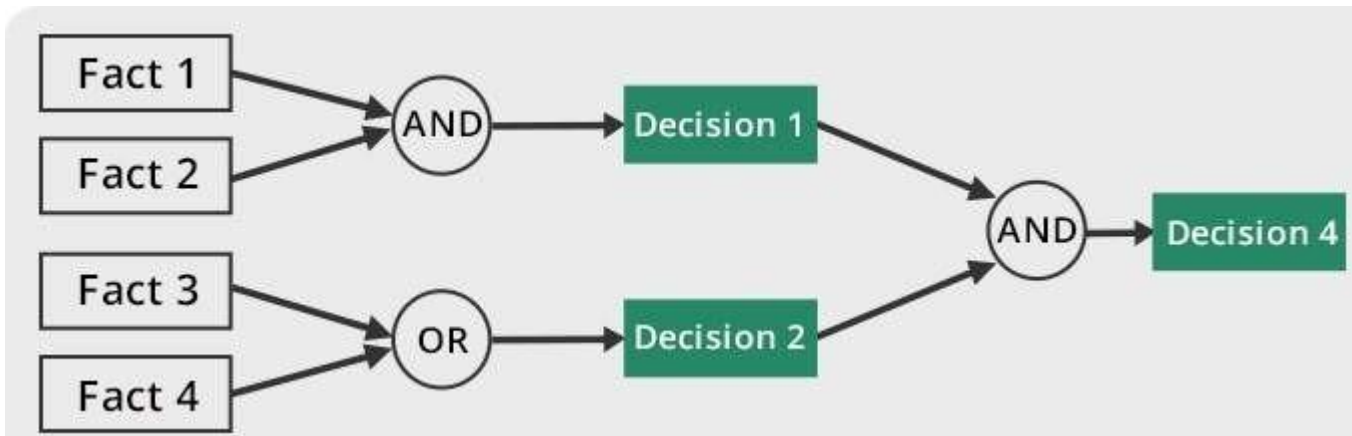 Fact 1
Fact 2
AND
Decision 1
Fact 3
Fact 4
OR
Decision 2
AND
Decision 4